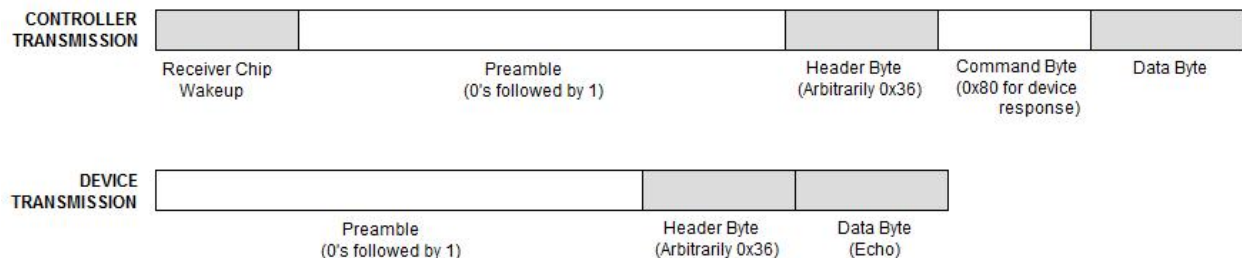 CONTROLLER
TRANSMISSION
Receiver Chip
Wakeup
Preamble
(0's followed by 1)
Header Byte
(Arbitrarily 0x36)
Command Byte
(0x80 for device
response)
Data Byte
DEVICE
TRANSMISSION
Preamble
(0's followed by 1)
Header Byte
(Arbitrarily 0x36)
Data Byte
(Echo)